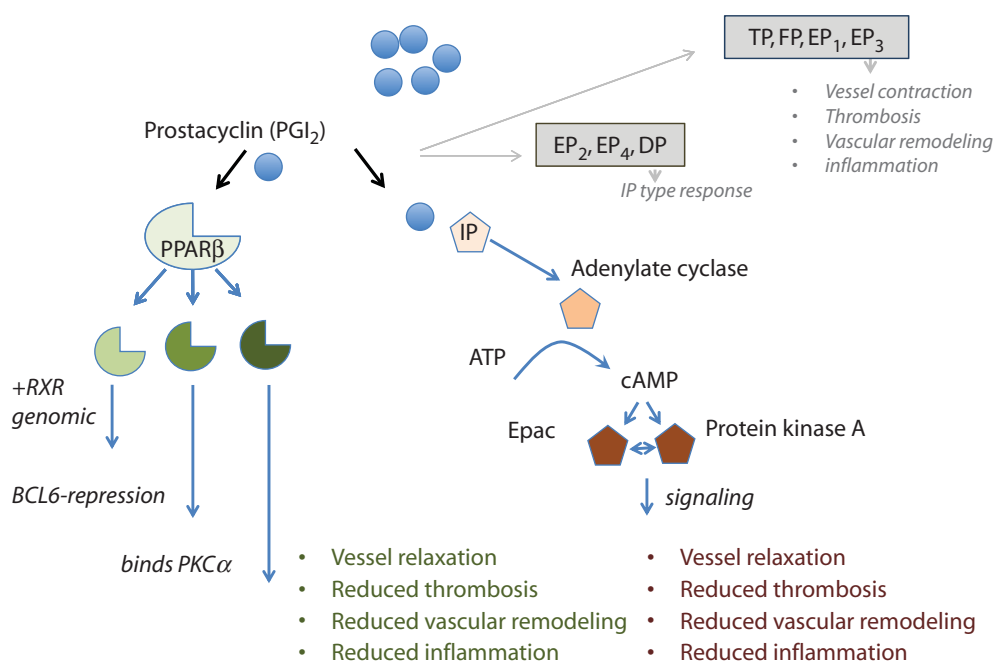 TP, FP, EP₁, EP₃
• Vessel contraction
• Thrombosis
• Vascular remodeling
• inflammation
Prostacyclin (PGI₂)
EP₂, EP₄, DP
IP type response
PPARβ
IP
Adenylate cyclase
ATP
cAMP
+RXR
genomic
Epac
Protein kinase A
BCL6-repression
signaling
binds PKCα
• Vessel relaxation
• Reduced thrombosis
• Reduced vascular remodeling
• Reduced inflammation
• Vessel relaxation
• Reduced thrombosis
• Reduced vascular remodeling
• Reduced inflammation